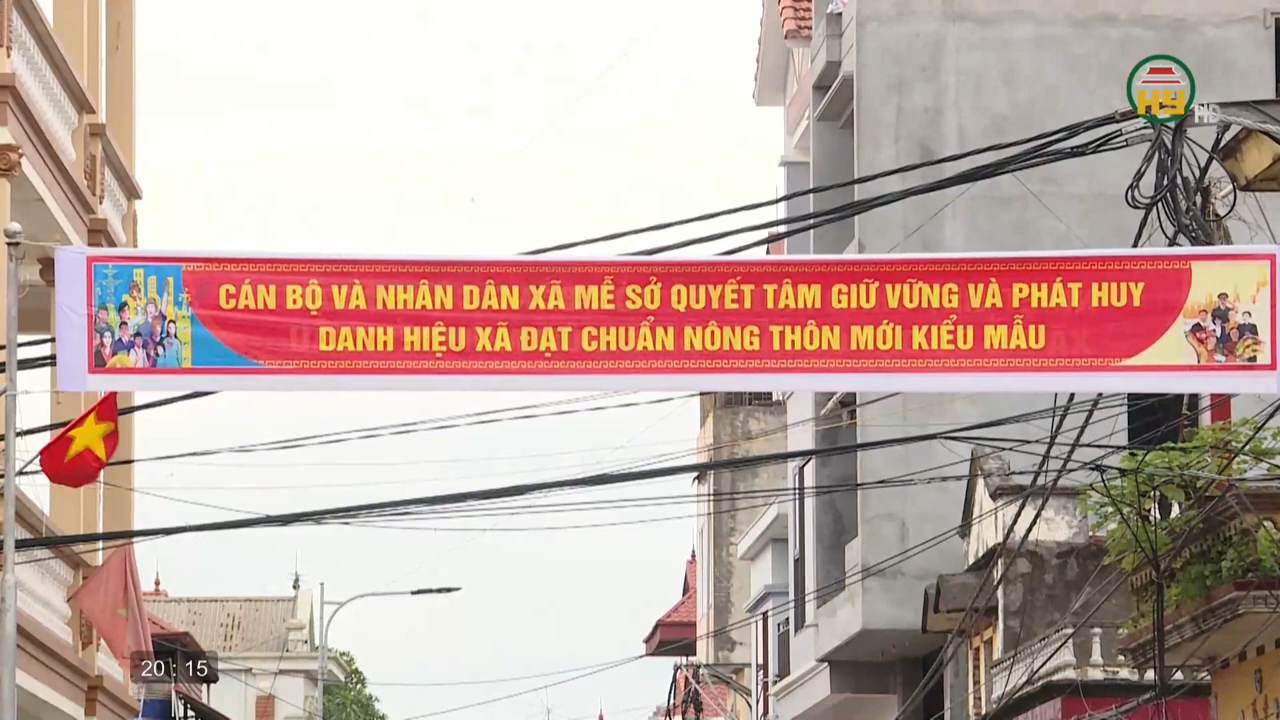 HY
HD
CÁN BỘ VÀ NHÂN DÂN XÃ MỄ SỞ QUYẾT TÂM GIỮ VỮNG VÀ PHÁT HUY
DANH HIỆU XÃ ĐẠT CHUẨN NÔNG THÔN MỚI KIỂU MẪU
20 : 15